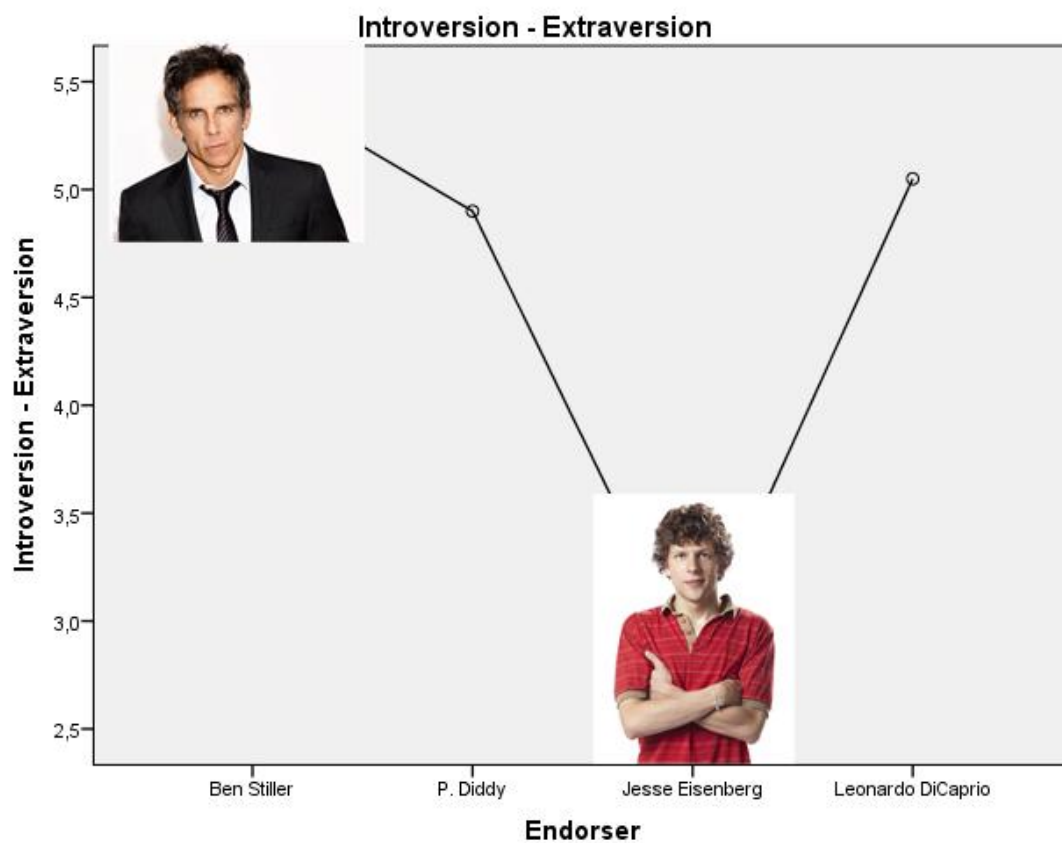 Introversion - Extraversion
Introversion - Extraversion
5,5
5,0
4,5
4,0
3,5
3,0
2,5
Ben Stiller
P. Diddy
Jesse Eisenberg
Leonardo DiCaprio
Endorser